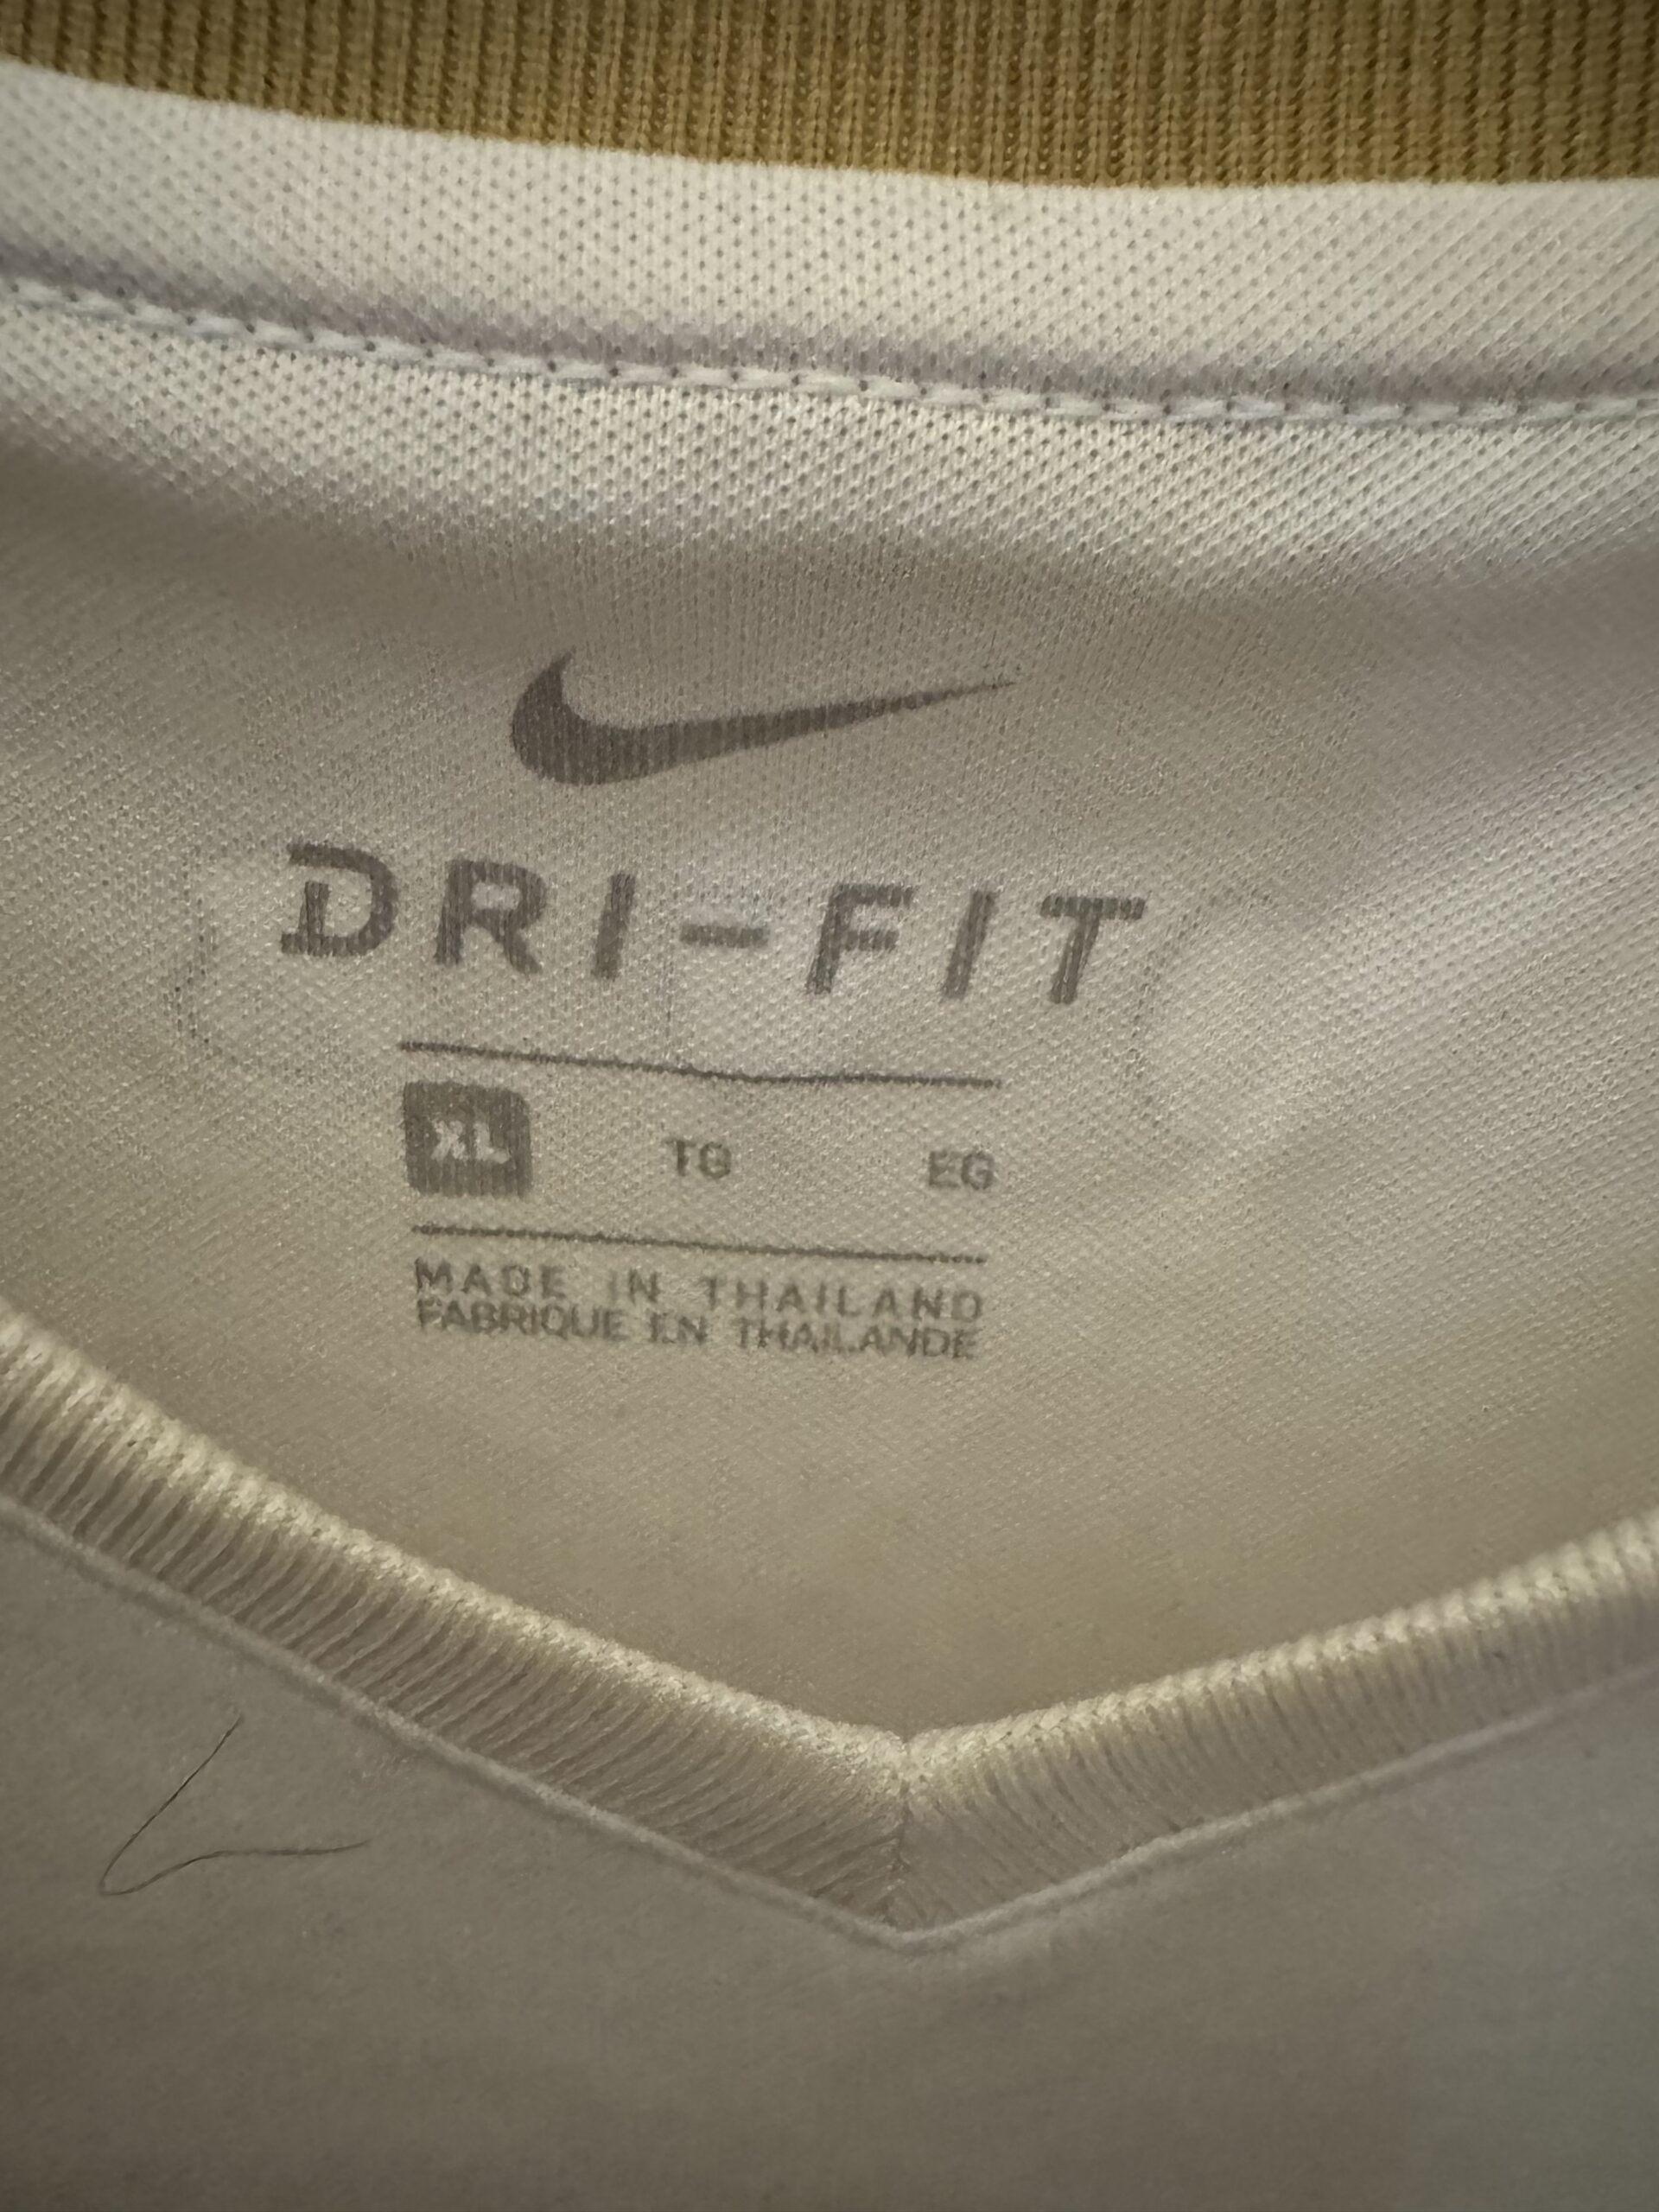 DRI-FIT
XL TG EG
MADE IN THAILAND
FABRIQUE EN THAILANDE